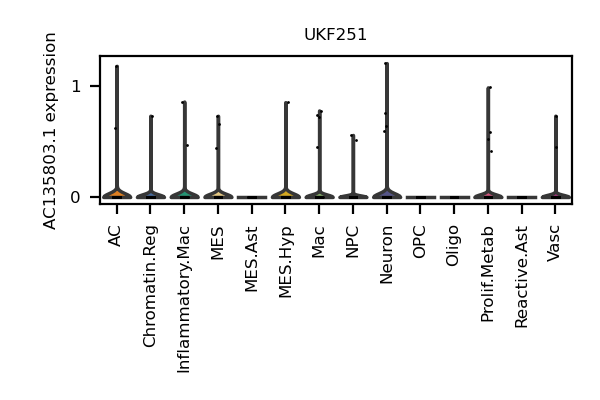 UKF251
AC135803.1 expression
1
0
AC
Chromatin.Reg
Inflammatory.Mac
MES
MES.Ast
MES.Hyp
Mac
NPC
Neuron
OPC
Oligo
Prolif.Metab
Reactive.Ast
Vasc